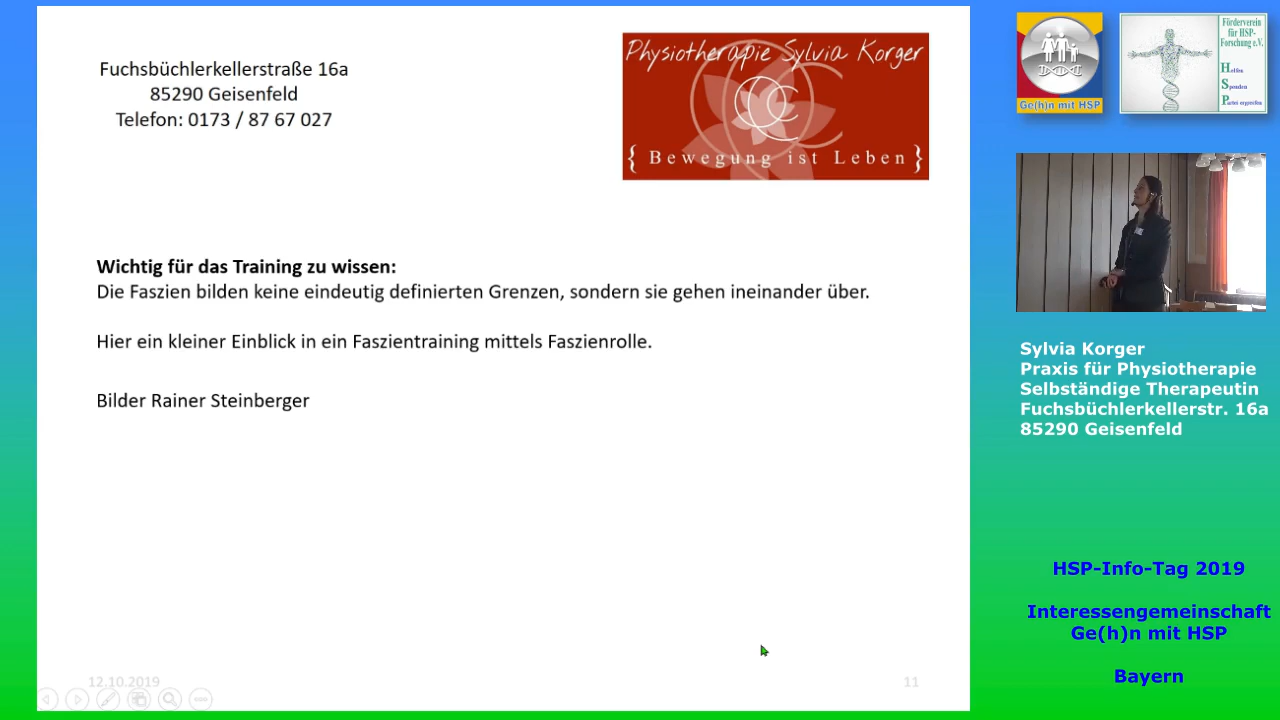 Fuchsbüchlerkellerstraße 16a
85290 Geisenfeld
Telefon: 0173 / 87 67 027
Physiotherapie Sylvia Korger
{ Bewegung ist Leben }
Wichtig für das Training zu wissen:
Die Faszien bilden keine eindeutig definierten Grenzen, sondern sie gehen ineinander über.
Hier ein kleiner Einblick in ein Faszientraining mittels Faszienrolle.
Bilder Rainer Steinberger
12.10.2019
11
Ge(h)n mit HSP
Förderverein
für HSP-
Forschung e.V.
Helfen
Spenden
Partei ergreifen
Sylvia Korger
Praxis für Physiotherapie
Selbständige Therapeutin
Fuchsbüchlerkellerstr. 16a
85290 Geisenfeld
HSP-Info-Tag 2019
Interessengemeinschaft
Ge(h)n mit HSP
Bayern